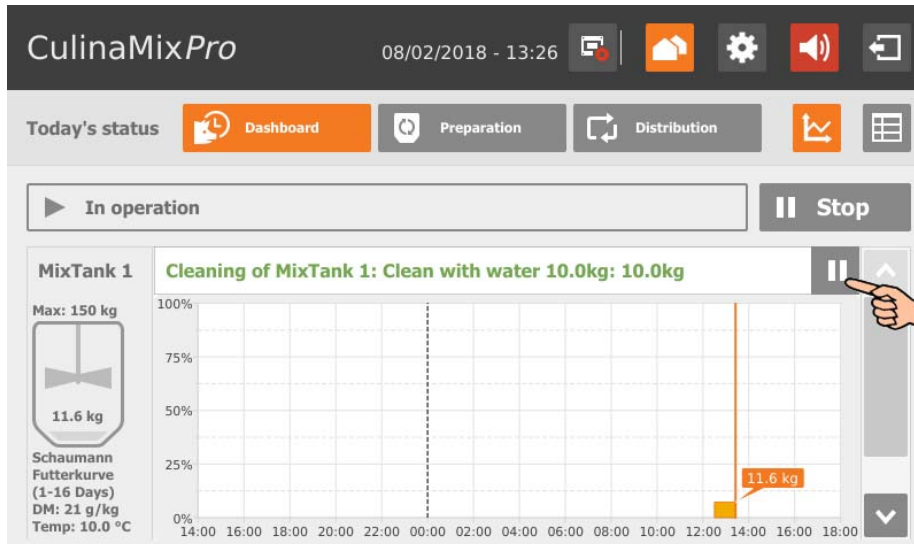 CulinaMixPro
08/02/2018 - 13:26
Today's status
Dashboard
Preparation
Distribution
In operation
Stop
MixTank 1
Cleaning of MixTank 1: Clean with water 10.0kg: 10.0kg
Max: 150 kg
11.6 kg
Schaumann
Futterkurve
(1-16 Days)
DM: 21 g/kg
Temp: 10.0 °C
100%
75%
50%
25%
0%
11.6 kg
14:00 16:00 18:00 20:00 22:00 00:00 02:00 04:00 06:00 08:00 10:00 12:00 14:00 16:00 18:00